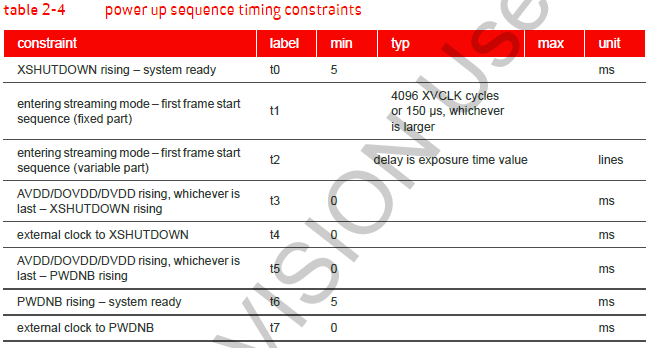 table 2-4 power up sequence timing constraints
constraint label min typ max unit
XSHUTDOWN rising – system ready t0 5 ms
entering streaming mode – first frame start
sequence (fixed part) t1 4096 XVCLK cycles
or 150 µs, whichever
is larger
entering streaming mode – first frame start
sequence (variable part) t2 delay is exposure time value lines
AVDD/DOVDD/DVDD rising, whichever is
last – XSHUTDOWN rising t3 0 ms
external clock to XSHUTDOWN t4 0 ms
AVDD/DOVDD/DVDD rising, whichever is
last – PWDNB rising t5 0 ms
PWDNB rising – system ready t6 5 ms
external clock to PWDNB t7 0 ms
VISION Use